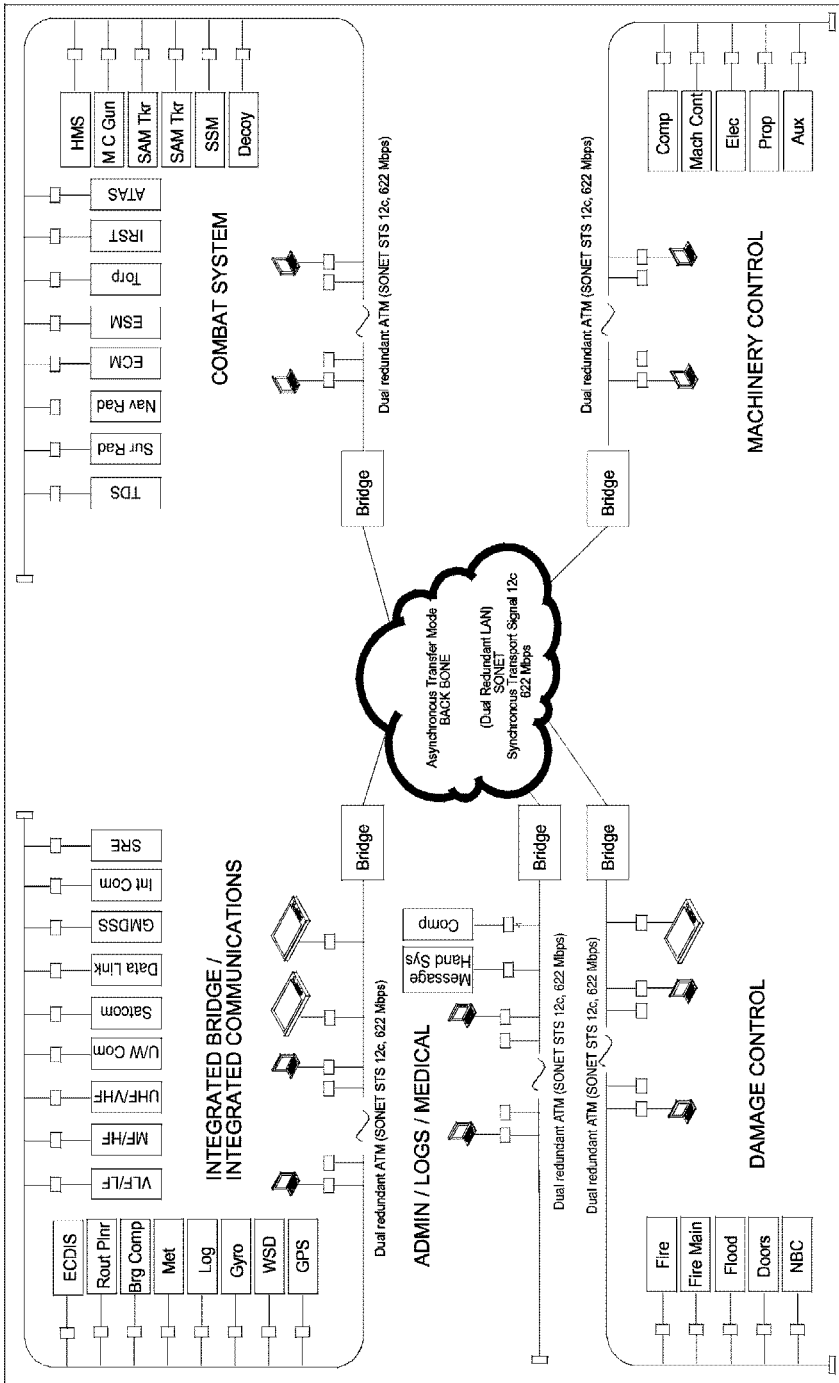 ECDIS
Rout Plnr
Brg Comp
Met
Log
Gyro
WSD
GPS
VLF/LF
MF/HF
UHF/VHF
U/W Com
Satcom
Data Link
GMDSS
Int Com
SRE
INTEGRATED BRIDGE /
INTEGRATED COMMUNICATIONS
Dual redundant ATM (SONET STS 12c, 622 Mbps)
Bridge
TDS
Sur Rad
Nav Rad
ECM
ESM
Torp
IRST
ATAS
HMS
M C Gun
SAM Tkr
SAM Tkr
SSM
Decoy
COMBAT SYSTEM
Dual redundant ATM (SONET STS 12c, 622 Mbps)
Bridge
Asynchronous Transfer Mode
BACK BONE
(Dual Redundant LAN)
SONET
Synchronous Transport Signal 12c
622 Mbps
ADMIN / LOGS / MEDICAL
Message
Hand Sys
Comp
Dual redundant ATM (SONET STS 12c, 622 Mbps)
Bridge
Fire
Fire Main
Flood
Doors
NBC
Dual redundant ATM (SONET STS 12c, 622 Mbps)
Bridge
DAMAGE CONTROL
Bridge
Dual redundant ATM (SONET STS 12c, 622 Mbps)
Comp
Mach Cont
Elec
Prop
Aux
MACHINERY CONTROL